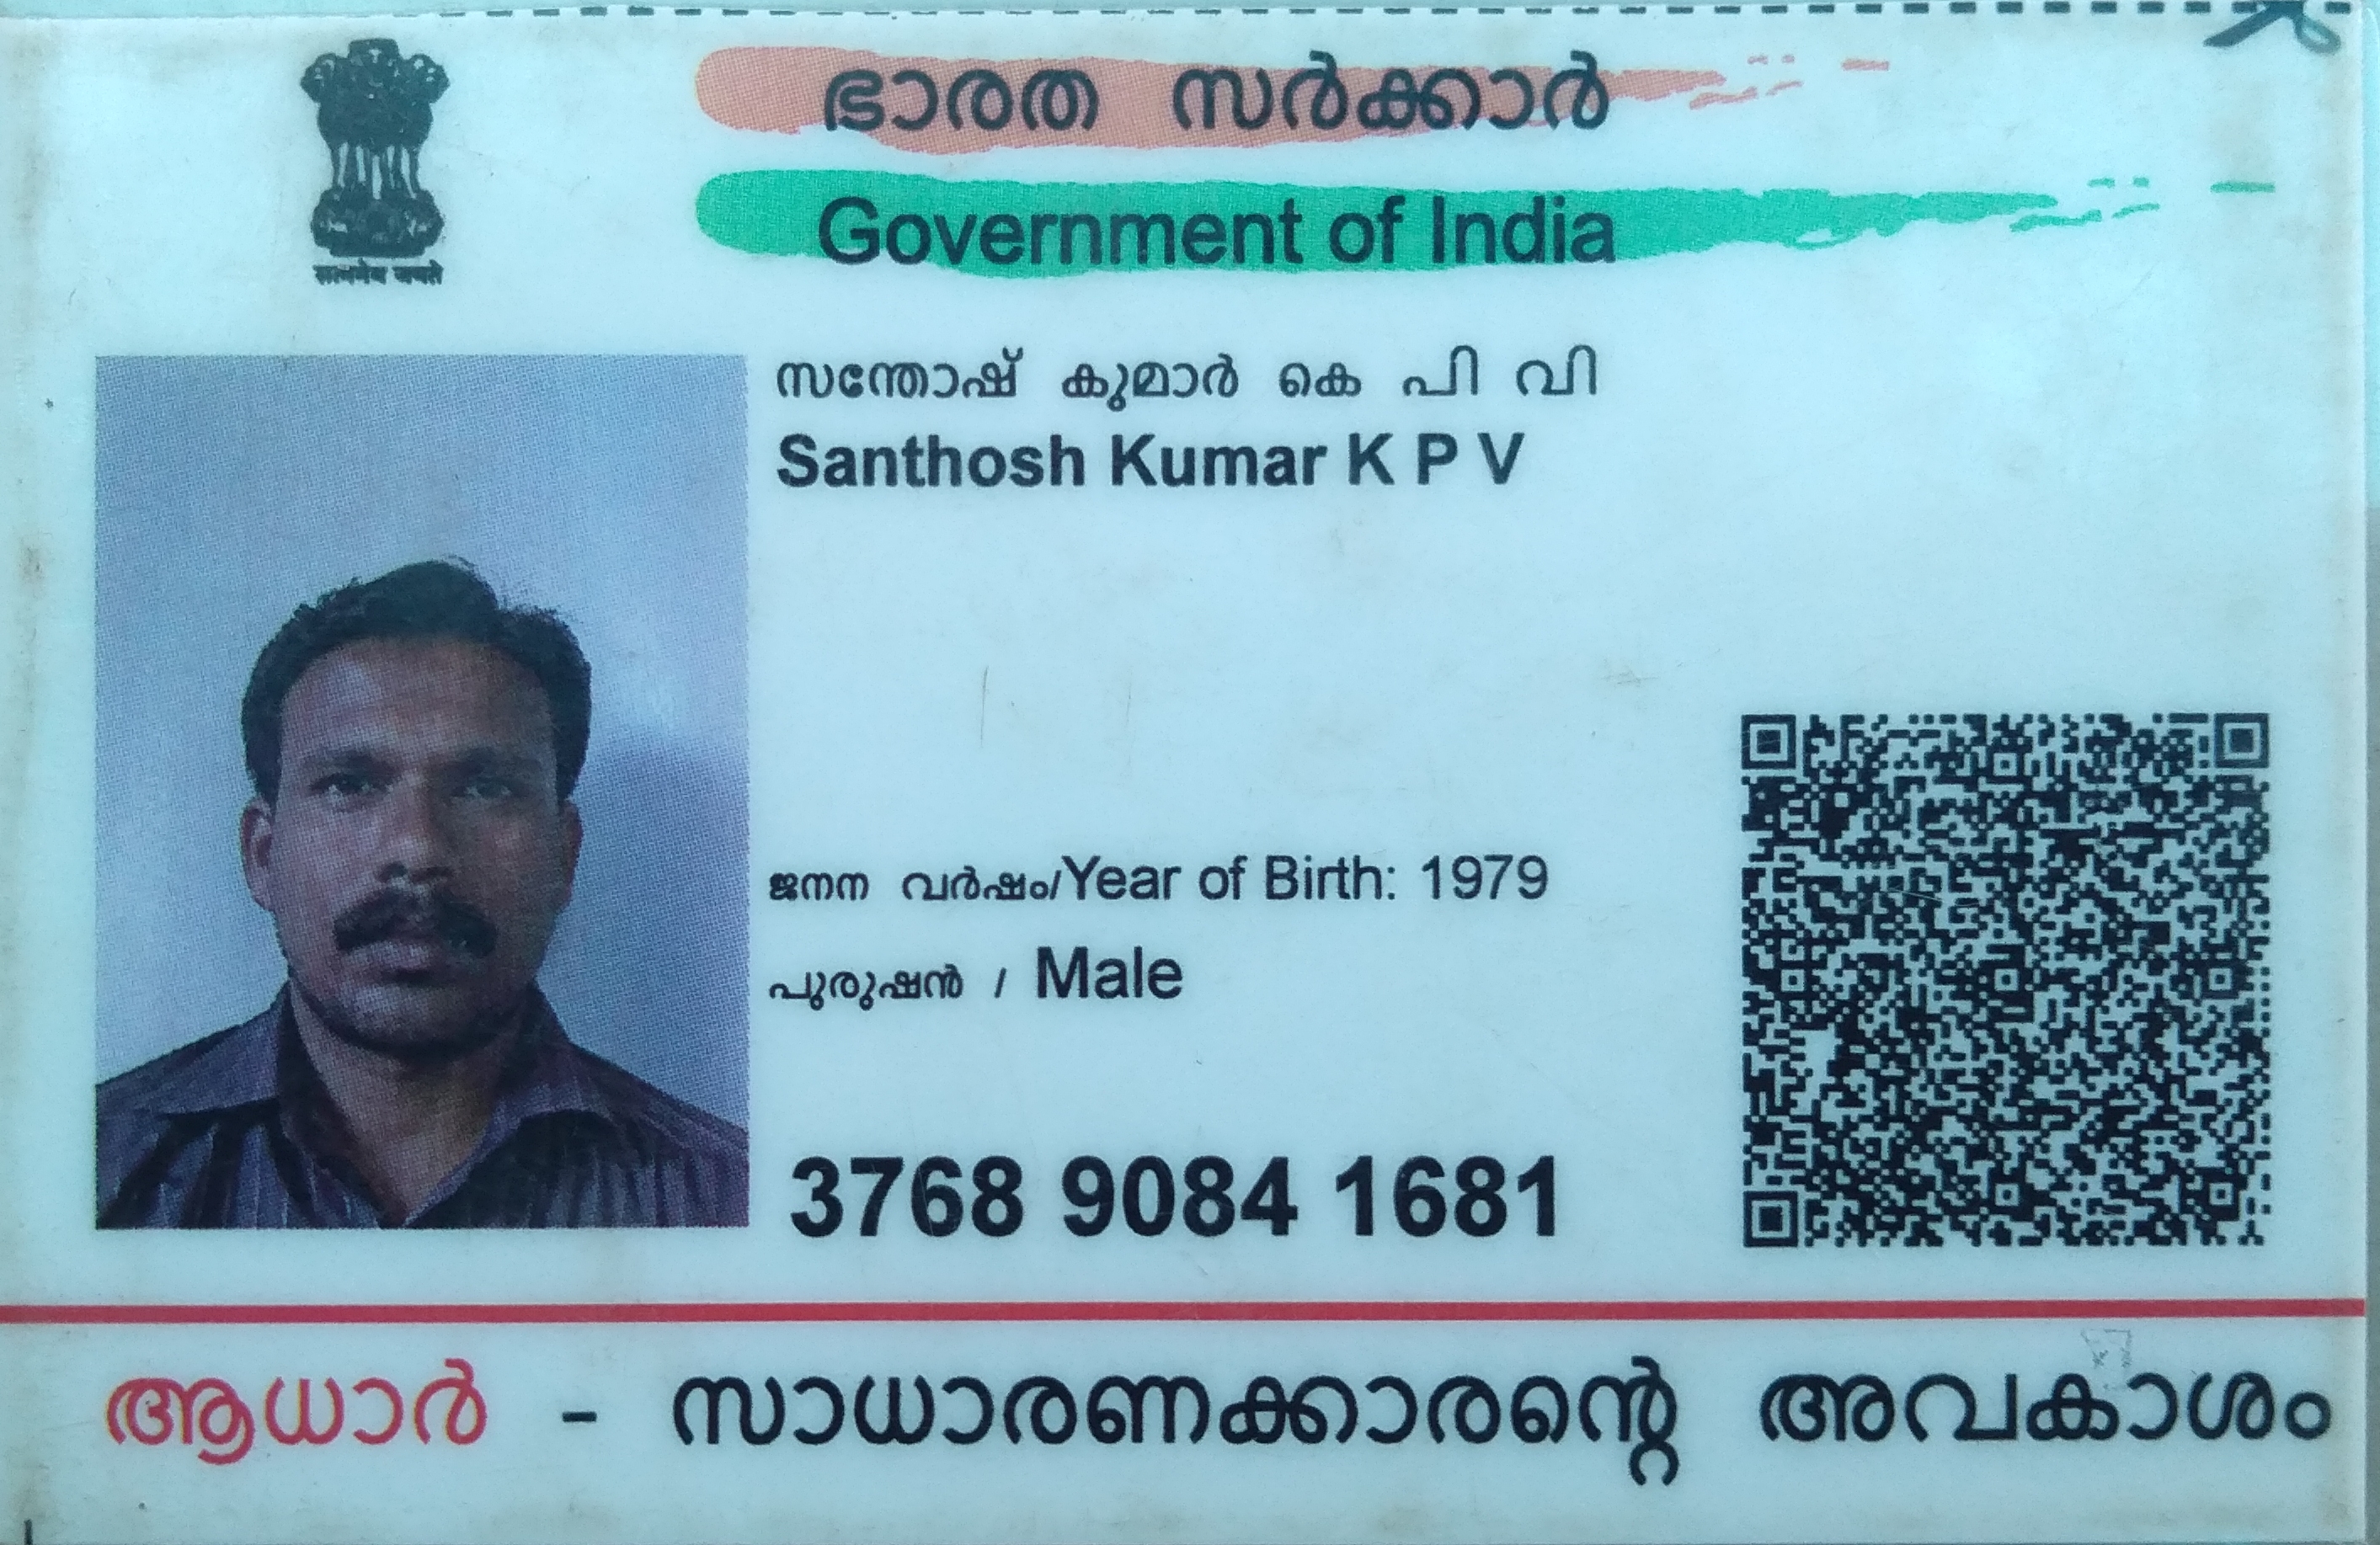 ഭാരത സർക്കാർ
Government of India
सत्यमेव जयते
സന്തോഷ് കുമാർ കെ പി വി
Santhosh Kumar K P V
ജനന വർഷം/Year of Birth: 1979
പുരുഷൻ / Male
3768 9084 1681
ആധാർ - സാധാരണക്കാരന്റെ അവകാശം